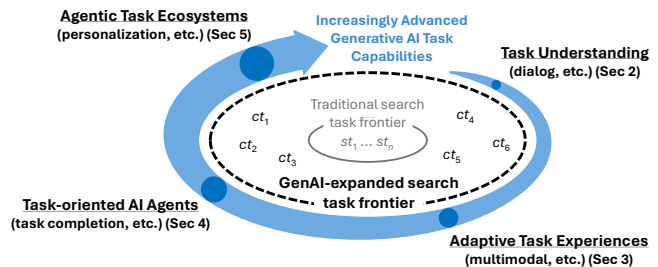 Agentic Task Ecosystems
(personalization, etc.) (Sec 5)
Increasingly Advanced
Generative AI Task
Capabilities
Task Understanding
(dialog, etc.) (Sec 2)
Traditional search
task frontier
st1 ... stn
ct1
ct2
ct3
ct4
ct5
ct6
GenAI-expanded search
task frontier
Task-oriented AI Agents
(task completion, etc.) (Sec 4)
Adaptive Task Experiences
(multimodal, etc.) (Sec 3)